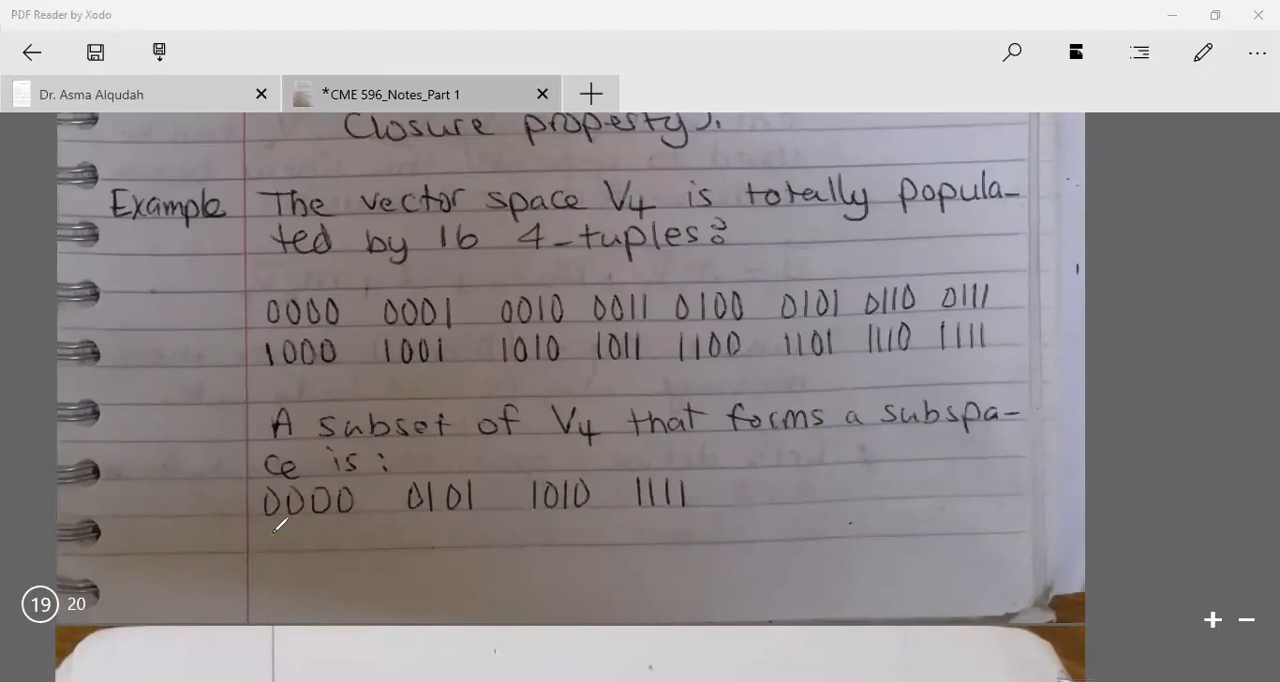 PDF Reader by Xodo
Dr. Asma Alqudah
*CME 596_Notes_Part 1
Closure property).
Example The vector space V4 is totally popula-
ted by 16 4-tuples:
0000 0001 0010 0011 0100 0101 0110 0111
1000 1001 1010 1011 1100 1101 1110 1111
A subset of V4 that forms a subspa-
ce is:
0000 0101 1010 1111
19 20